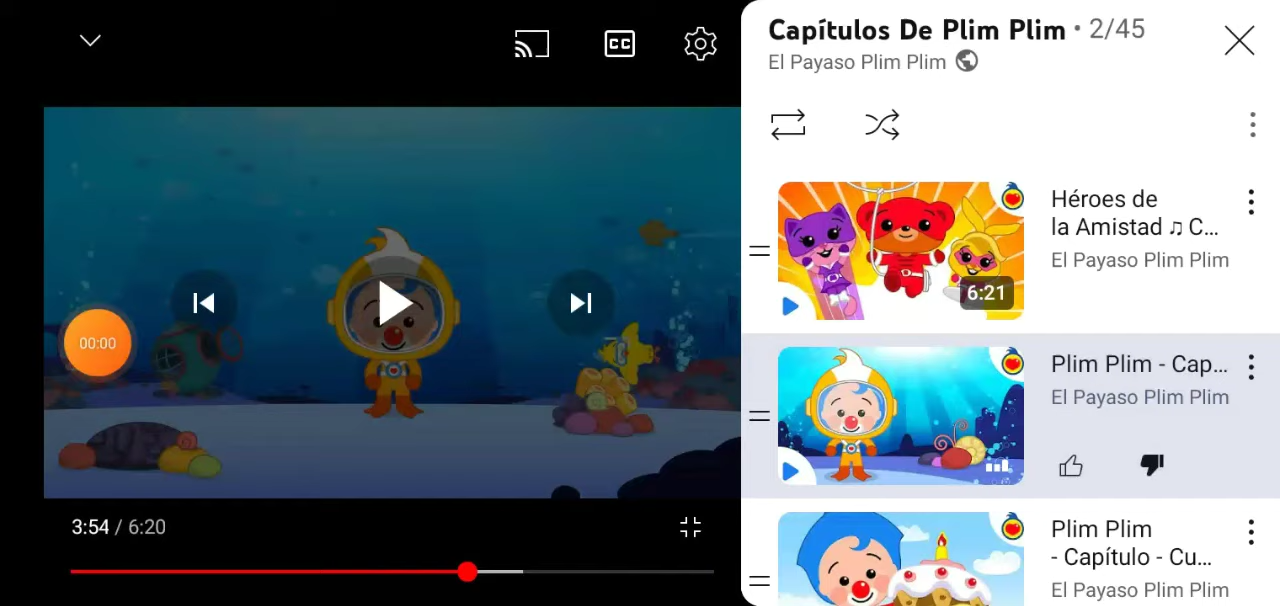 CC
00:00
3:54 / 6:20
Capítulos De Plim Plim • 2/45
El Payaso Plim Plim
Héroes de
la Amistad ♫ C...
El Payaso Plim Plim
6:21
Plim Plim - Cap...
El Payaso Plim Plim
Plim Plim
- Capítulo - Cu...
El Payaso Plim Plim